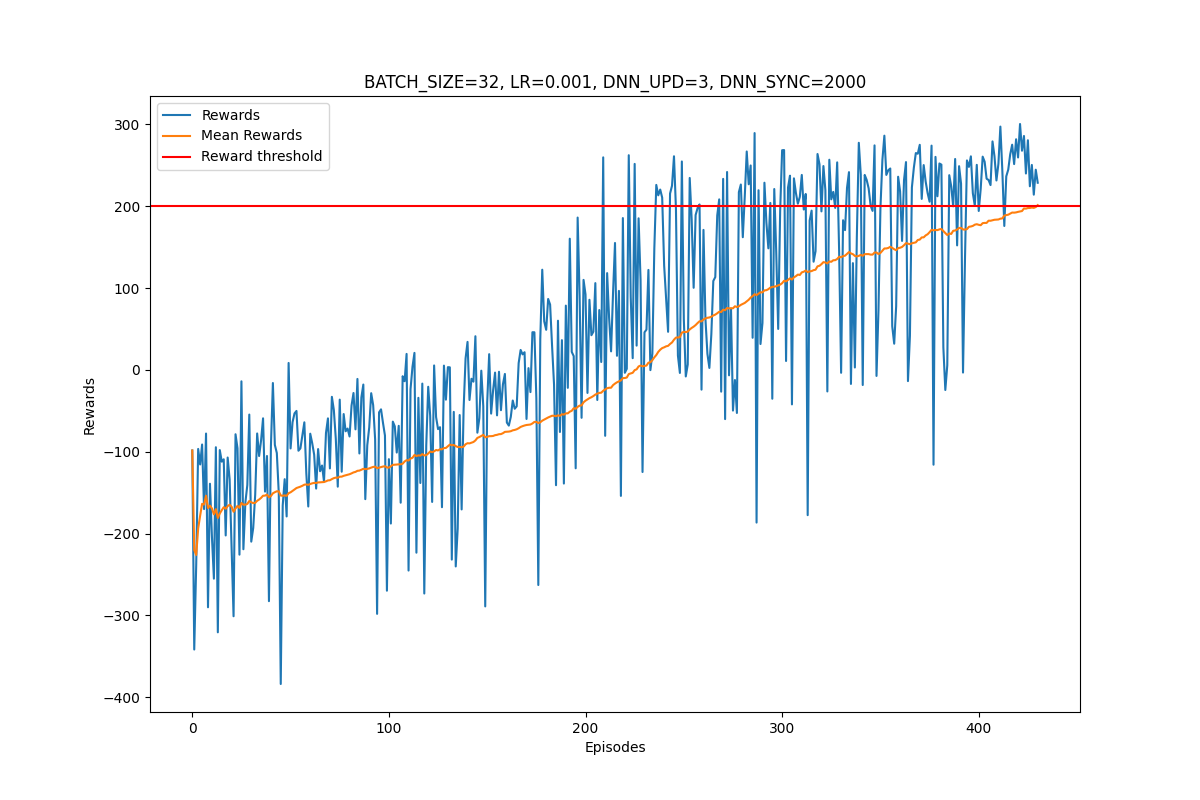 BATCH_SIZE=32, LR=0.001, DNN_UPD=3, DNN_SYNC=2000
Rewards
Mean Rewards
Reward threshold
300
200
100
0
−100
−200
−300
−400
Rewards
0 100 200 300 400
Episodes